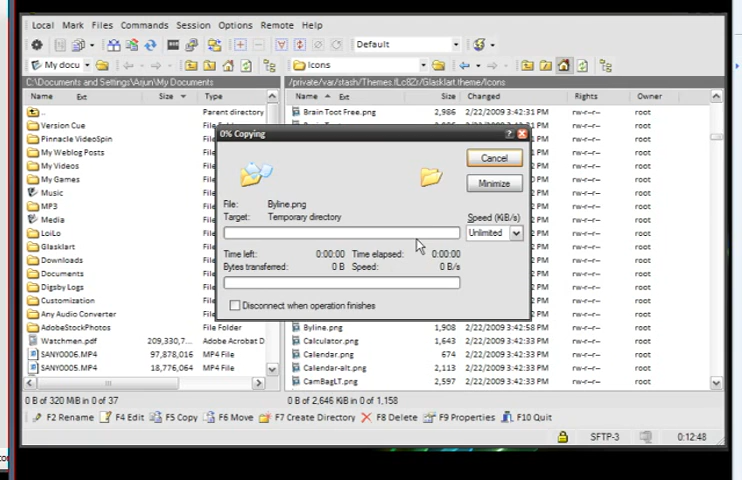 Local Mark Files Commands Session Options Remote Help
Default
My docu
Icons
C:\Documents and Settings\Arjun\My Documents
/private/var/stash/Themes.fLc8Zr/Glasklart.theme/Icons
Name Ext Size Type
Name Ext Size Changed Rights Owner
.. Parent directory
Brain Toot Free.png 2,986 2/22/2009 3:42:31 PM rw-r--r-- root
Version Cue
Pinnacle VideoSpin
My Weblog Posts
My Videos
My Games
Music
MP3
Media
LoiLo
Glasklart
Downloads
Documents
Digsby Logs
Customization
Any Audio Converter
AdobeStockPhotos File Folder
Watchmen.pdf 209,330,7... Adobe Acrobat D
SANY0006.MP4 97,878,016 MP4 File
SANY0005.MP4 18,776,064 MP4 File
0% Copying
Cancel
Minimize
File: Byline.png
Target: Temporary directory
Speed (KiB/s)
Unlimited
Time left: 0:00:00 Time elapsed: 0:00:00
Bytes transferred: 0 B Speed: 0 B/s
Disconnect when operation finishes
Byline.png 1,908 2/22/2009 3:42:58 PM rw-r--r-- root
Calculator.png 1,643 2/22/2009 3:42:33 PM rw-r--r-- root
Calendar.png 674 2/22/2009 3:42:33 PM rw-r--r-- root
Calendar-alt.png 2,113 2/22/2009 3:42:33 PM rw-r--r-- root
CamBagLT.png 2,597 2/22/2009 3:42:33 PM rw-r--r-- root
0 B of 320 MiB in 0 of 37
0 B of 2,646 KiB in 0 of 1,158
F2 Rename F4 Edit F5 Copy F6 Move F7 Create Directory F8 Delete F9 Properties F10 Quit
SFTP-3 0:12:48